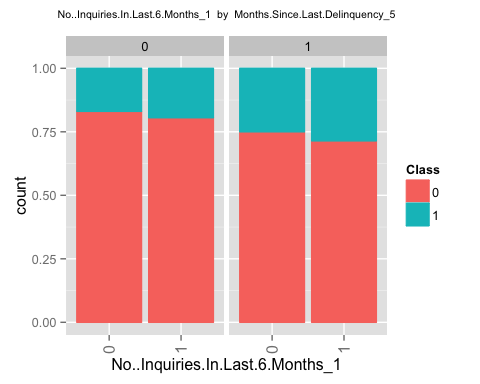 No..Inquiries.In.Last.6.Months_1 by Months.Since.Last.Delinquency_5
0 1
1.00
0.75
0.50
0.25
0.00
count
0 1 0 1
No..Inquiries.In.Last.6.Months_1
Class
0
1